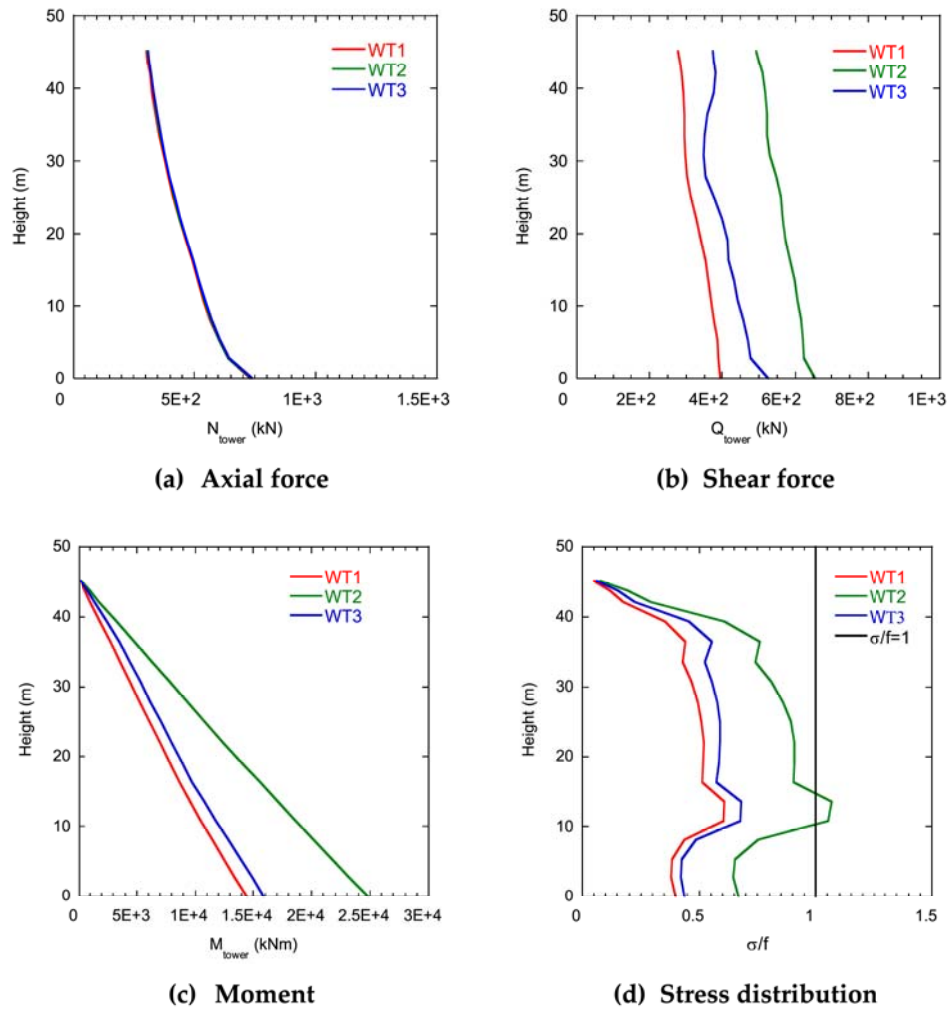 50
40
30
20
10
0
Height (m)
WT1
WT2
WT3
0
5E+2
1E+3
1.5E+3
N_tower (kN)
(a) Axial force
50
40
30
20
10
0
Height (m)
WT1
WT2
WT3
0
2E+2
4E+2
6E+2
8E+2
1E+3
Q_tower (kN)
(b) Shear force
50
40
30
20
10
0
Height (m)
WT1
WT2
WT3
0
5E+3
1E+4
1.5E+4
2E+4
2.5E+4
3E+4
M_tower (kNm)
(c) Moment
50
40
30
20
10
0
Height (m)
WT1
WT2
WT3
σ/f=1
0
0.5
1
1.5
σ/f
(d) Stress distribution